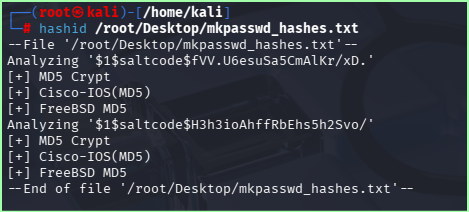 ┌──(root㉿kali)-[/home/kali]
└─# hashid /root/Desktop/mkpasswd_hashes.txt
--File '/root/Desktop/mkpasswd_hashes.txt'--
Analyzing '$1$saltcode$fVV.U6esuSa5CmAlKr/xD.'
[+] MD5 Crypt
[+] Cisco-IOS(MD5)
[+] FreeBSD MD5
Analyzing '$1$saltcode$H3h3ioAhffRbEhs5h2Svo/'
[+] MD5 Crypt
[+] Cisco-IOS(MD5)
[+] FreeBSD MD5
--End of file '/root/Desktop/mkpasswd_hashes.txt'--